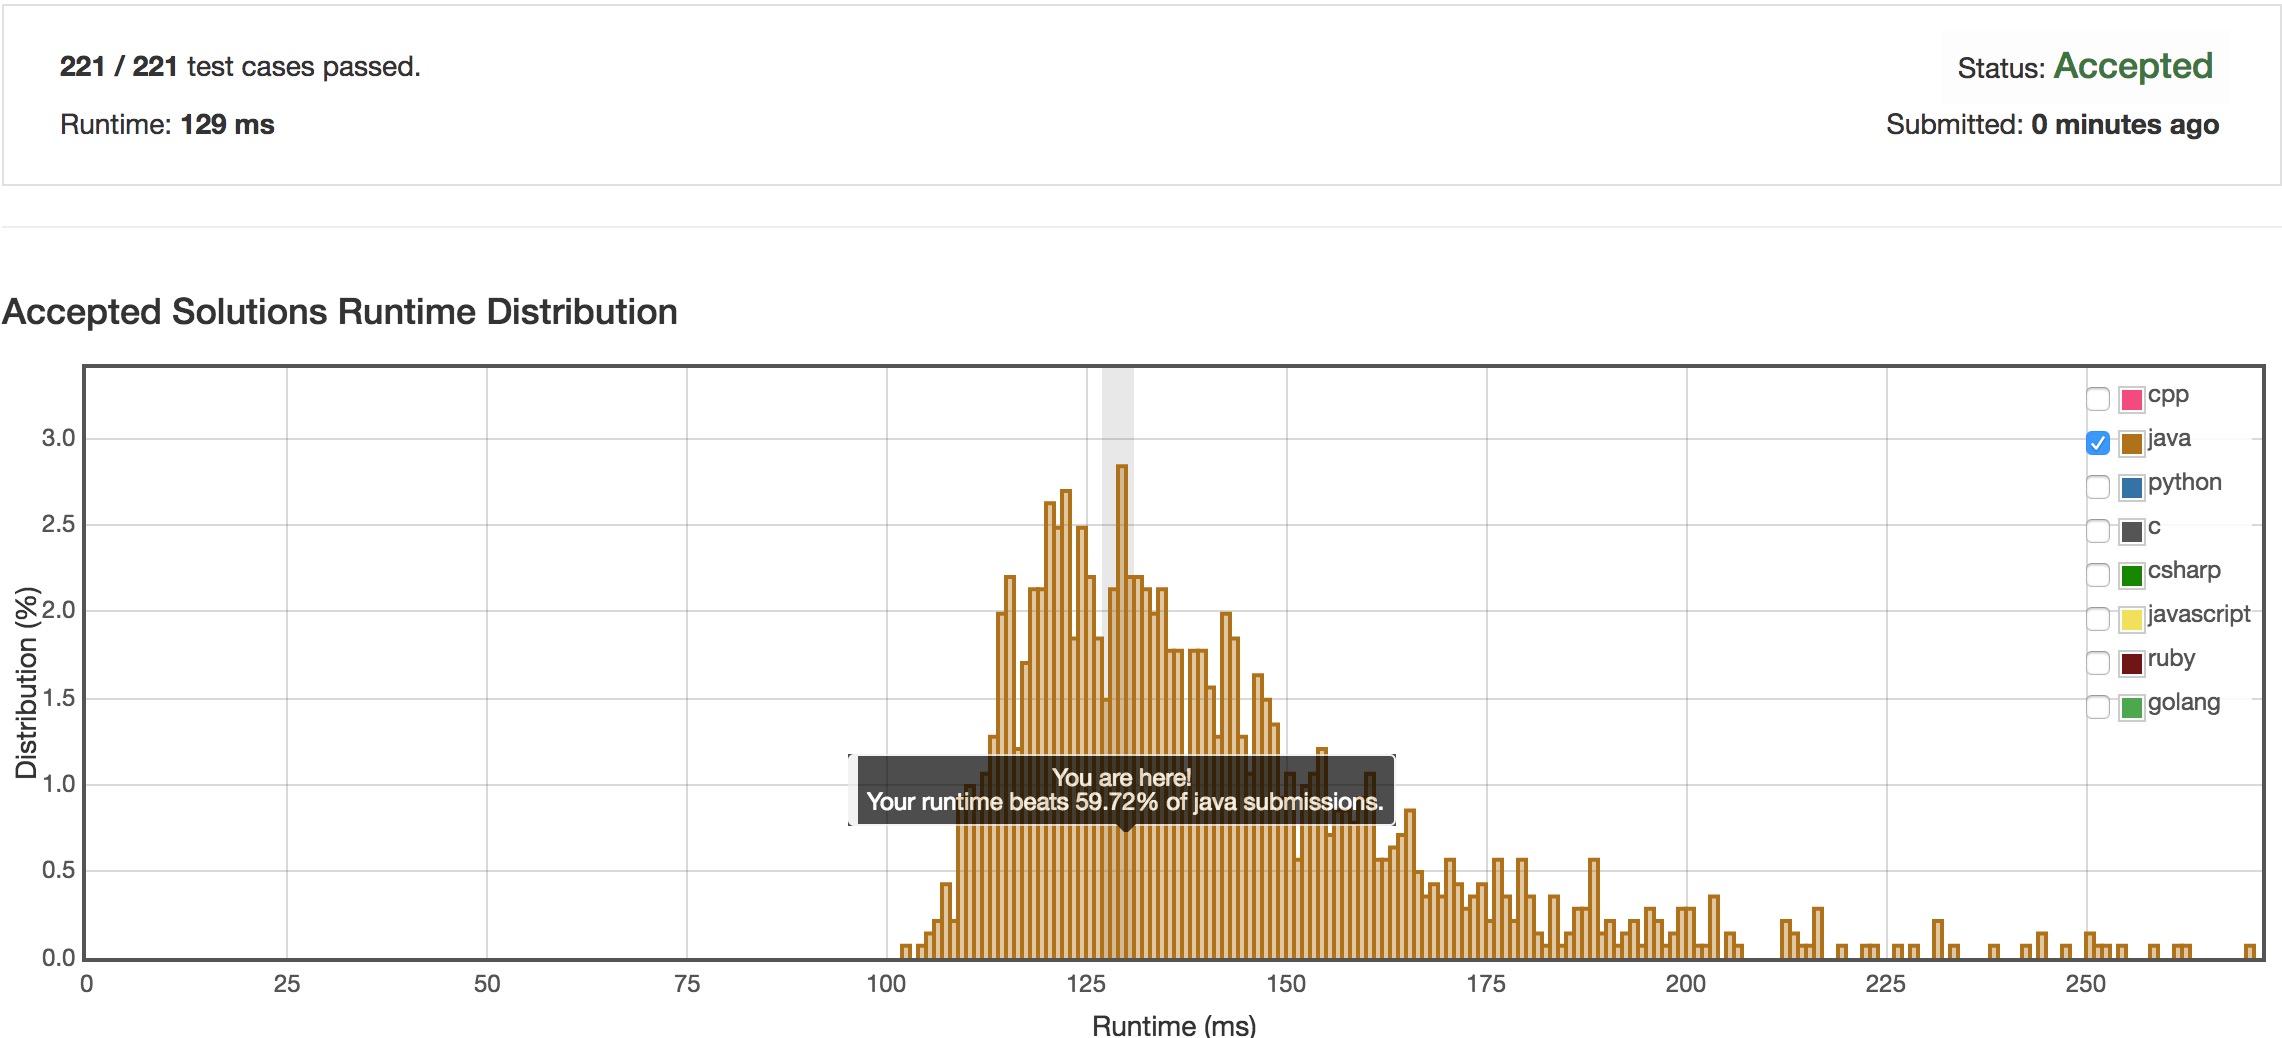 221 / 221 test cases passed.
Status: Accepted
Runtime: 129 ms
Submitted: 0 minutes ago
Accepted Solutions Runtime Distribution
cpp
java
python
c
csharp
javascript
ruby
golang
Distribution (%)
3.0
2.5
2.0
1.5
1.0
0.5
0.0
You are here!
Your runtime beats 59.72% of java submissions.
0 25 50 75 100 125 150 175 200 225 250
Runtime (ms)